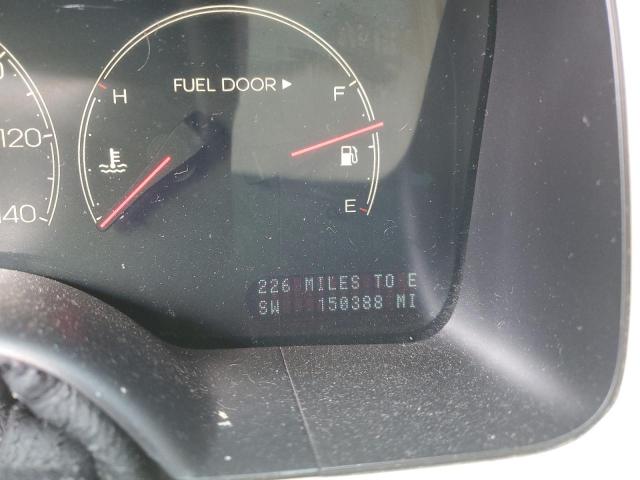 120
140
H
FUEL DOOR ▶
F
E
226 MILES TO E
SW 150388 MI